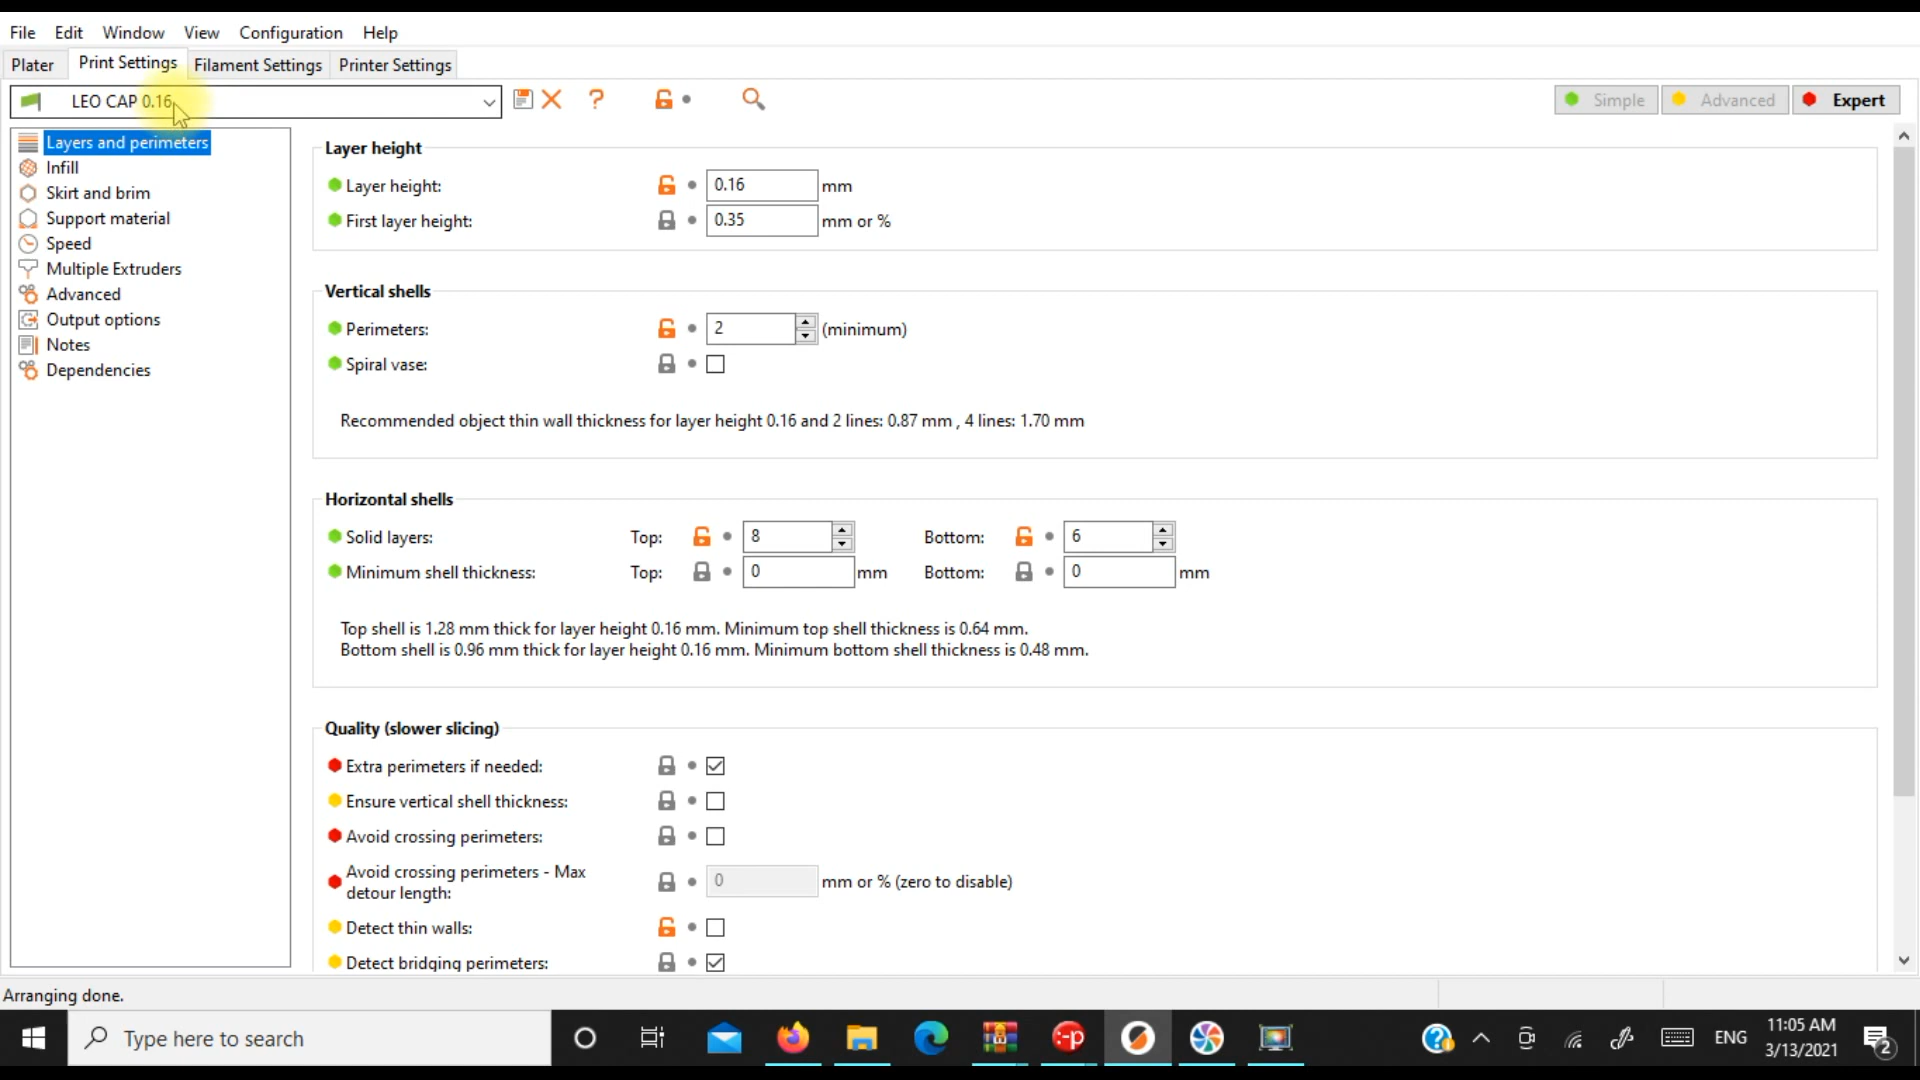 File Edit Window View Configuration Help
Plater Print Settings Filament Settings Printer Settings
LEO CAP 0.16 ? Simple Advanced Expert
Layers and perimeters
Infill
Skirt and brim
Support material
Speed
Multiple Extruders
Advanced
Output options
Notes
Dependencies
Layer height
Layer height: 0.16 mm
First layer height: 0.35 mm or %
Vertical shells
Perimeters: 2 (minimum)
Spiral vase:
Recommended object thin wall thickness for layer height 0.16 and 2 lines: 0.87 mm , 4 lines: 1.70 mm
Horizontal shells
Solid layers: Top: 8 Bottom: 6
Minimum shell thickness: Top: 0 mm Bottom: 0 mm
Top shell is 1.28 mm thick for layer height 0.16 mm. Minimum top shell thickness is 0.64 mm.
Bottom shell is 0.96 mm thick for layer height 0.16 mm. Minimum bottom shell thickness is 0.48 mm.
Quality (slower slicing)
Extra perimeters if needed:
Ensure vertical shell thickness:
Avoid crossing perimeters:
Avoid crossing perimeters - Max
detour length: 0 mm or % (zero to disable)
Detect thin walls:
Detect bridging perimeters:
Arranging done.
Type here to search
ENG
11:05 AM
3/13/2021
2